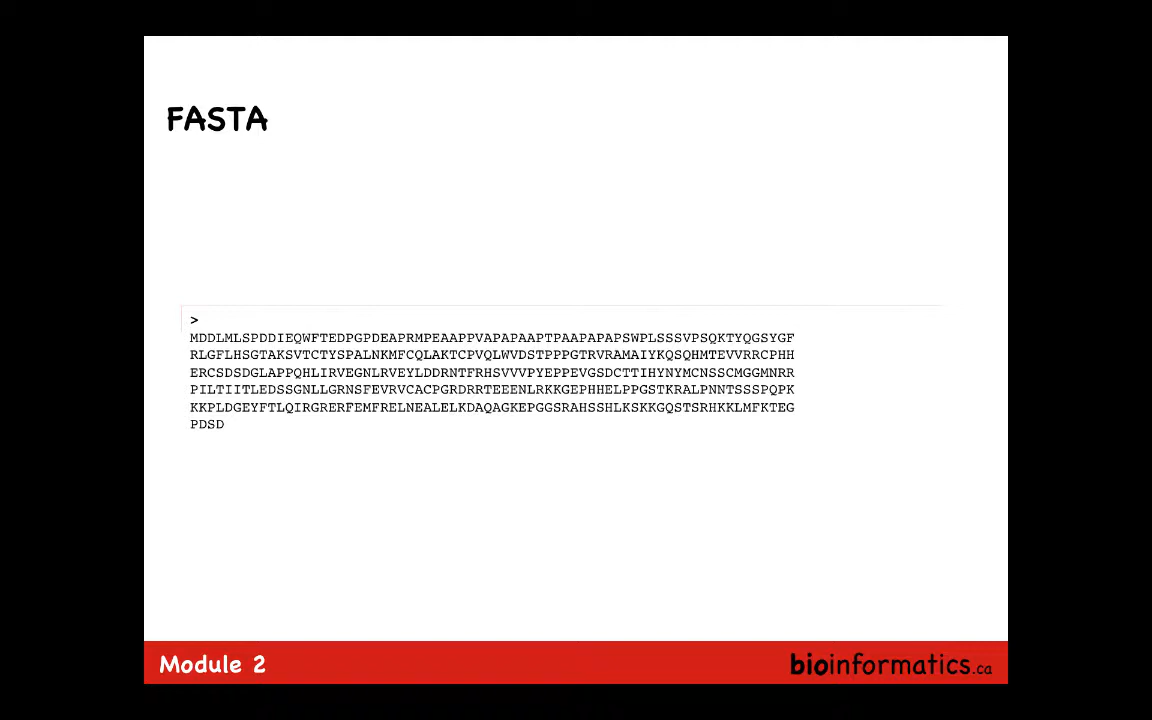 FASTA
>
MDDLMLSPDDIEQWFTEDPGPDEAPRMPEAAPPVAPAPAAPTPAAPAPAPSWPLSSSVPSQKTYQGSYGF
RLGFLHSGTAKSVTCTYSPALNKMFCQLAKTCPVQLWVDSTPPPGTRVRAMAIYKQSQHMTEVVRRCPHH
ERCSDSDGLAPPQHLIRVEGNLRVEYLDDRNTFRHSVVVPYEPPEVGSDCTTIHYNYMCNSSCMGGMNRR
PILTIITLEDSSGNLLGRNSFEVRVCACPGRDRRTEEENLRKKGEPHHELPPGSTKRALPNNTSSSPQPK
KKPLDGEYFTLQIRGRERFEMFRELNEALELKDAQAGKEPGGSRAHSSHLKSKKGQSTSRHKKLMFKTEG
PDSD
Module 2
bioinformatics.ca